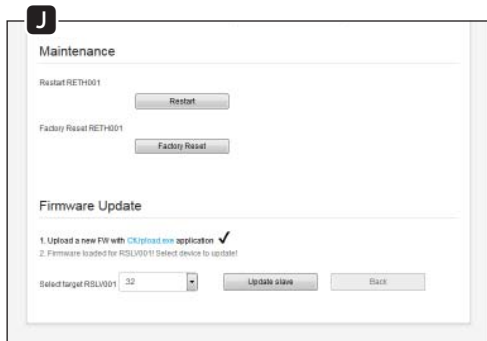 J
Maintenance
Restart RETH001
Restart
Factory Reset RETH001
Factory Reset
Firmware Update
1. Upload a new FW with CKUpload.exe application ✓
2. Firmware loaded for RSLV001! Select device to update!
Select target RSLV001 32 Update slave Back